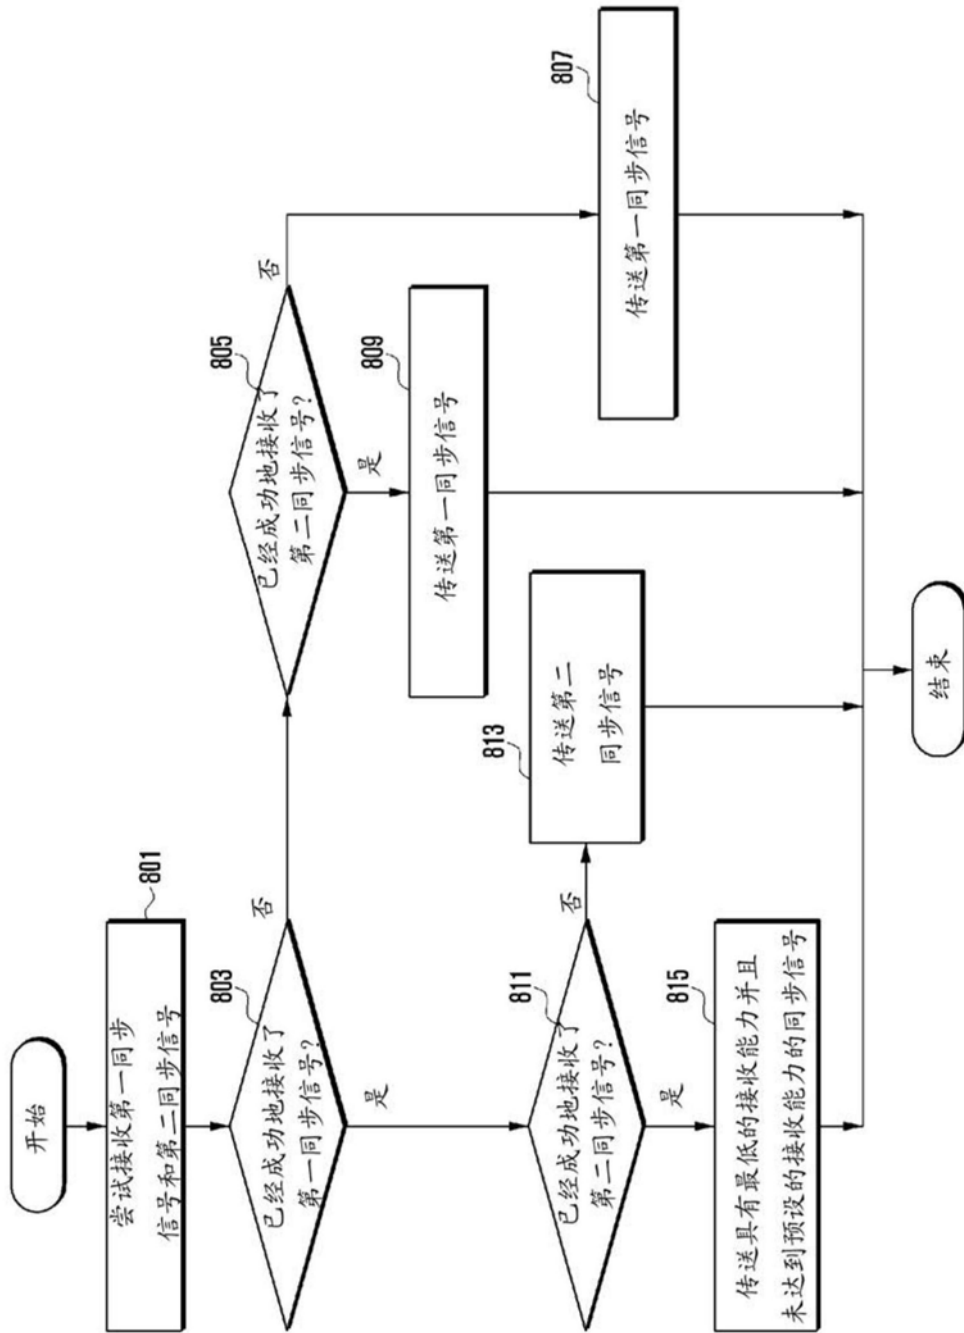 开始
801
尝试接收第一同步
信号和第二同步信号
803
已经成功地接收了
第一同步信号？
否
是
805
已经成功地接收了
第二同步信号？
否
是
807
传送第一同步信号
809
传送第一同步信号
811
已经成功地接收了
第二同步信号？
否
是
813
传送第二
同步信号
815
传送具有最低的接收能力并且
未达到预设的接收能力的同步信号
结束